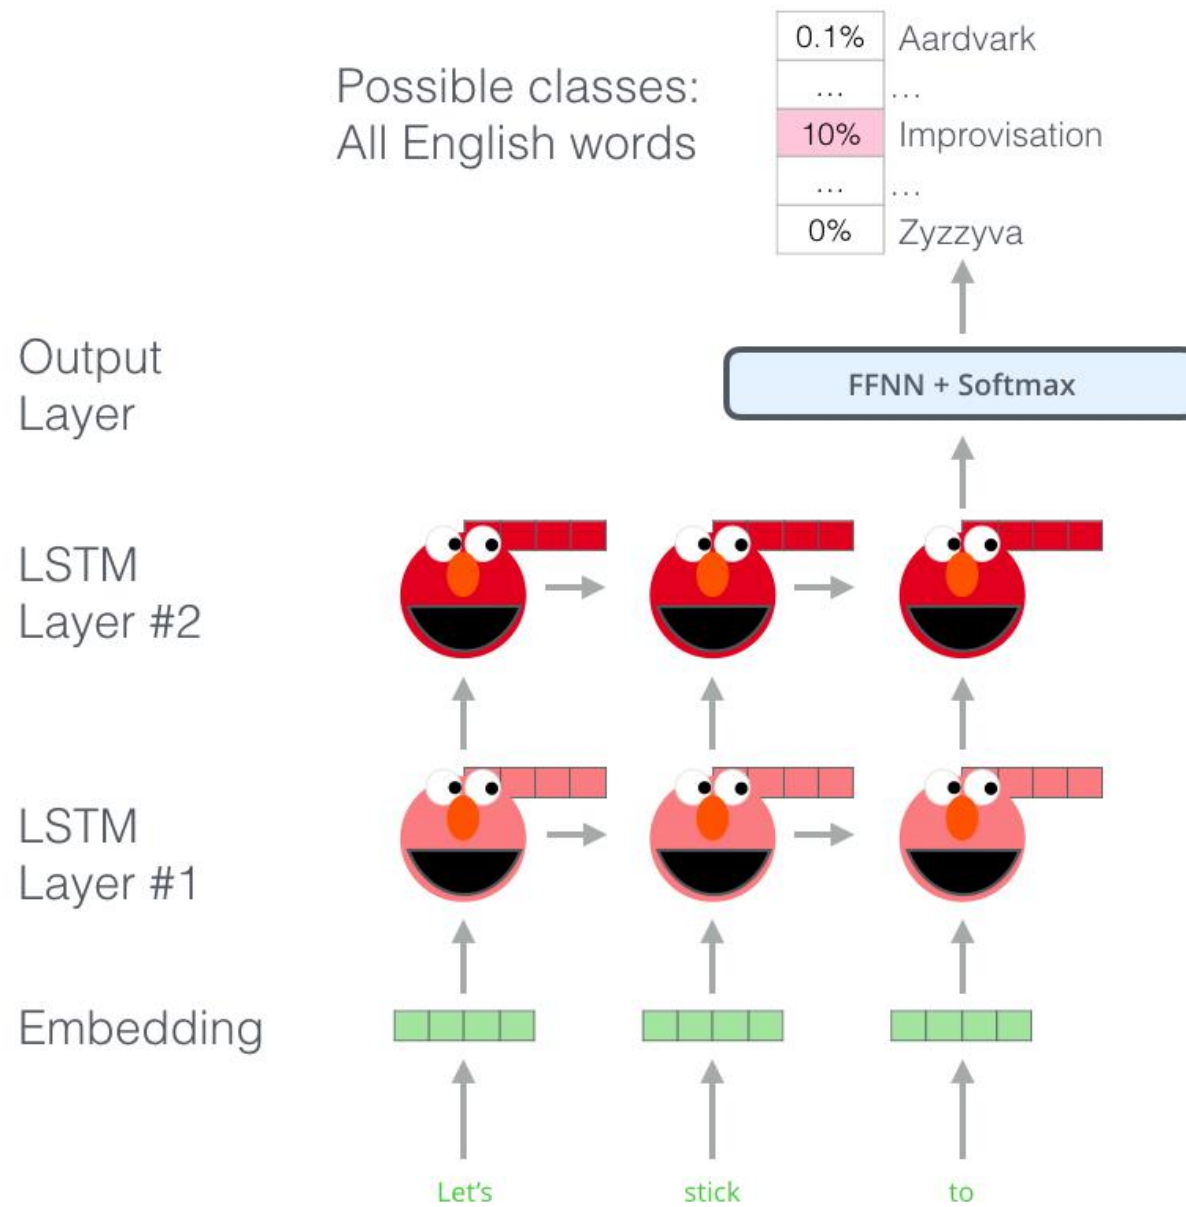 0.1% Aardvark
... ...
Possible classes:
All English words
10% Improvisation
... ...
0% Zyzzyva
Output
Layer
FFNN + Softmax
LSTM
Layer #2
LSTM
Layer #1
Embedding
Let's stick to